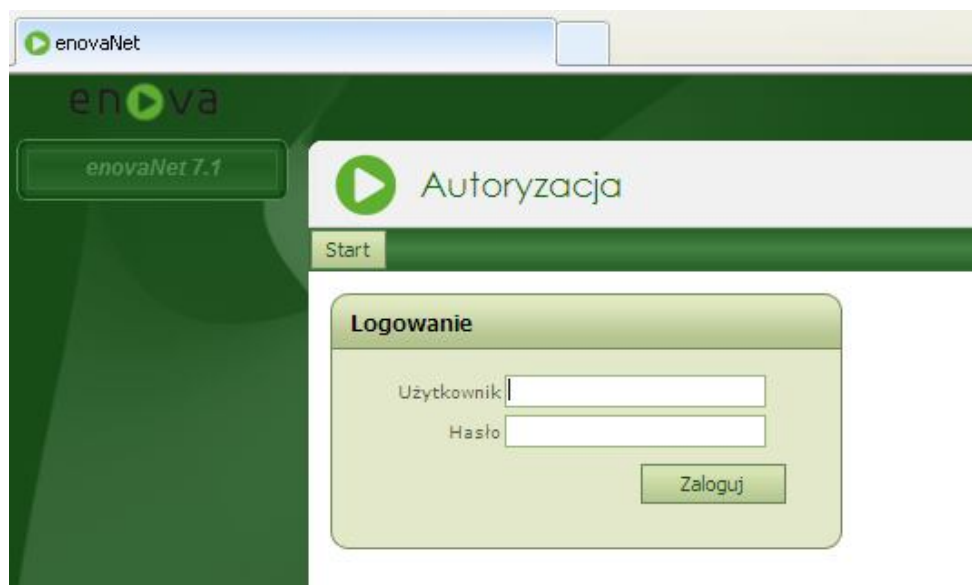 enovaNet
enova
enovaNet 7.1
Autoryzacja
Start
Logowanie
Użytkownik
Hasło
Zaloguj